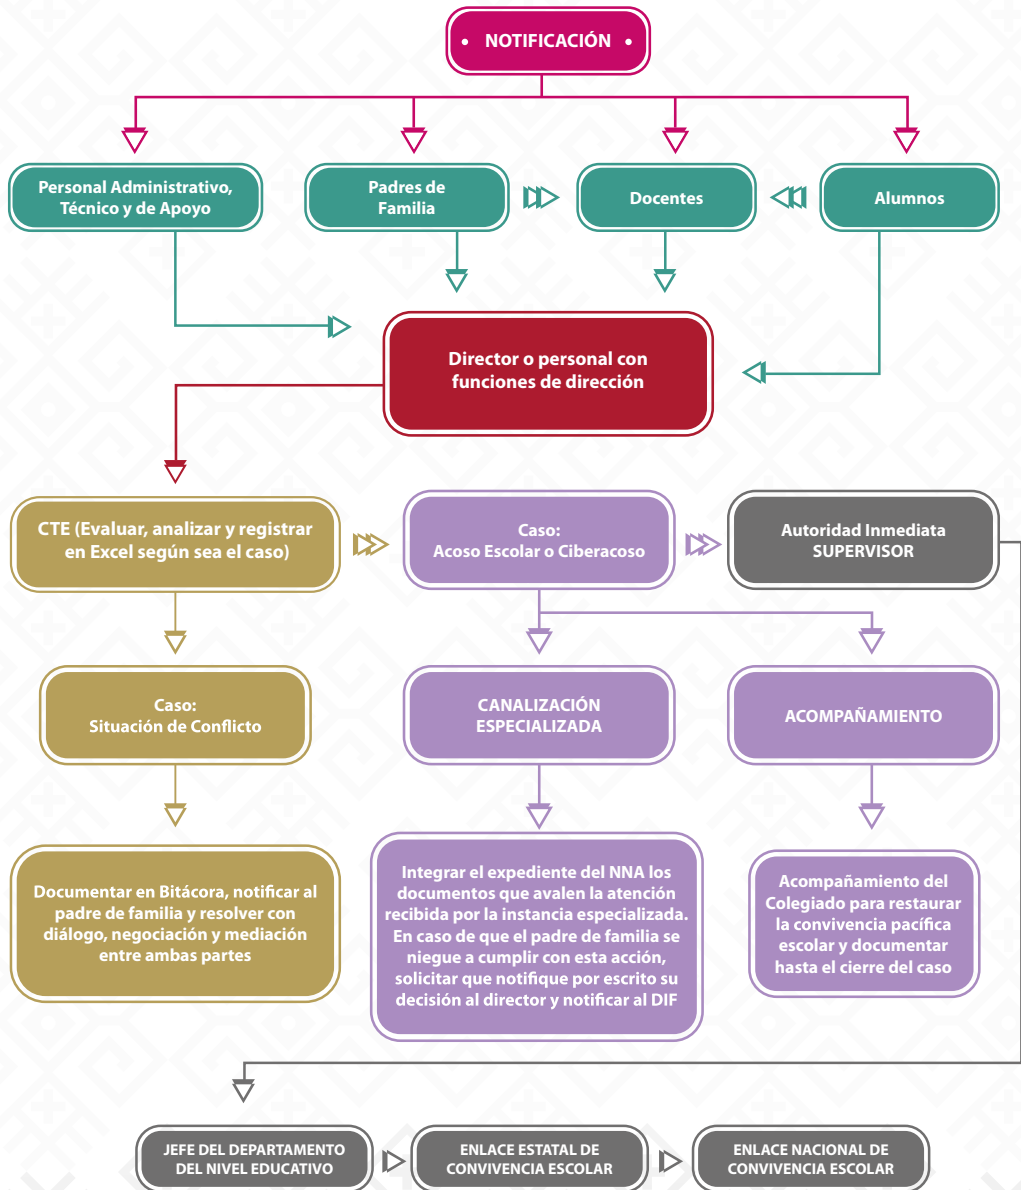 • NOTIFICACIÓN •
Personal Administrativo,
Técnico y de Apoyo
Padres de
Familia
Docentes
Alumnos
Director o personal con
funciones de dirección
CTE (Evaluar, analizar y registrar
en Excel según sea el caso)
Caso:
Acoso Escolar o Ciberacoso
Autoridad Inmediata
SUPERVISOR
Caso:
Situación de Conflicto
CANALIZACIÓN
ESPECIALIZADA
ACOMPAÑAMIENTO
Documentar en Bitácora, notificar al
padre de familia y resolver con
diálogo, negociación y mediación
entre ambas partes
Integrar el expediente del NNA los
documentos que avalen la atención
recibida por la instancia especializada.
En caso de que el padre de familia se
niegue a cumplir con esta acción,
solicitar que notifique por escrito su
decisión al director y notificar al DIF
Acompañamiento del
Colegiado para restaurar
la convivencia pacífica
escolar y documentar
hasta el cierre del caso
JEFE DEL DEPARTAMENTO
DEL NIVEL EDUCATIVO
ENLACE ESTATAL DE
CONVIVENCIA ESCOLAR
ENLACE NACIONAL DE
CONVIVENCIA ESCOLAR